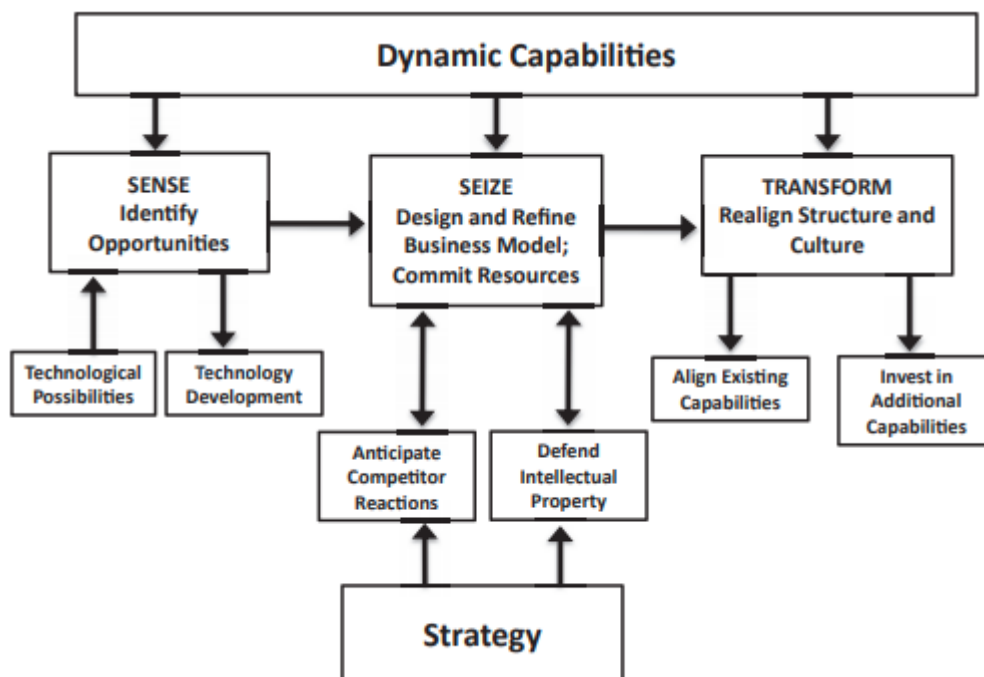 Dynamic Capabilities
SENSE
Identify
Opportunities
SEIZE
Design and Refine
Business Model;
Commit Resources
TRANSFORM
Realign Structure and
Culture
Technological
Possibilities
Technology
Development
Anticipate
Competitor
Reactions
Defend
Intellectual
Property
Align Existing
Capabilities
Invest in
Additional
Capabilities
Strategy